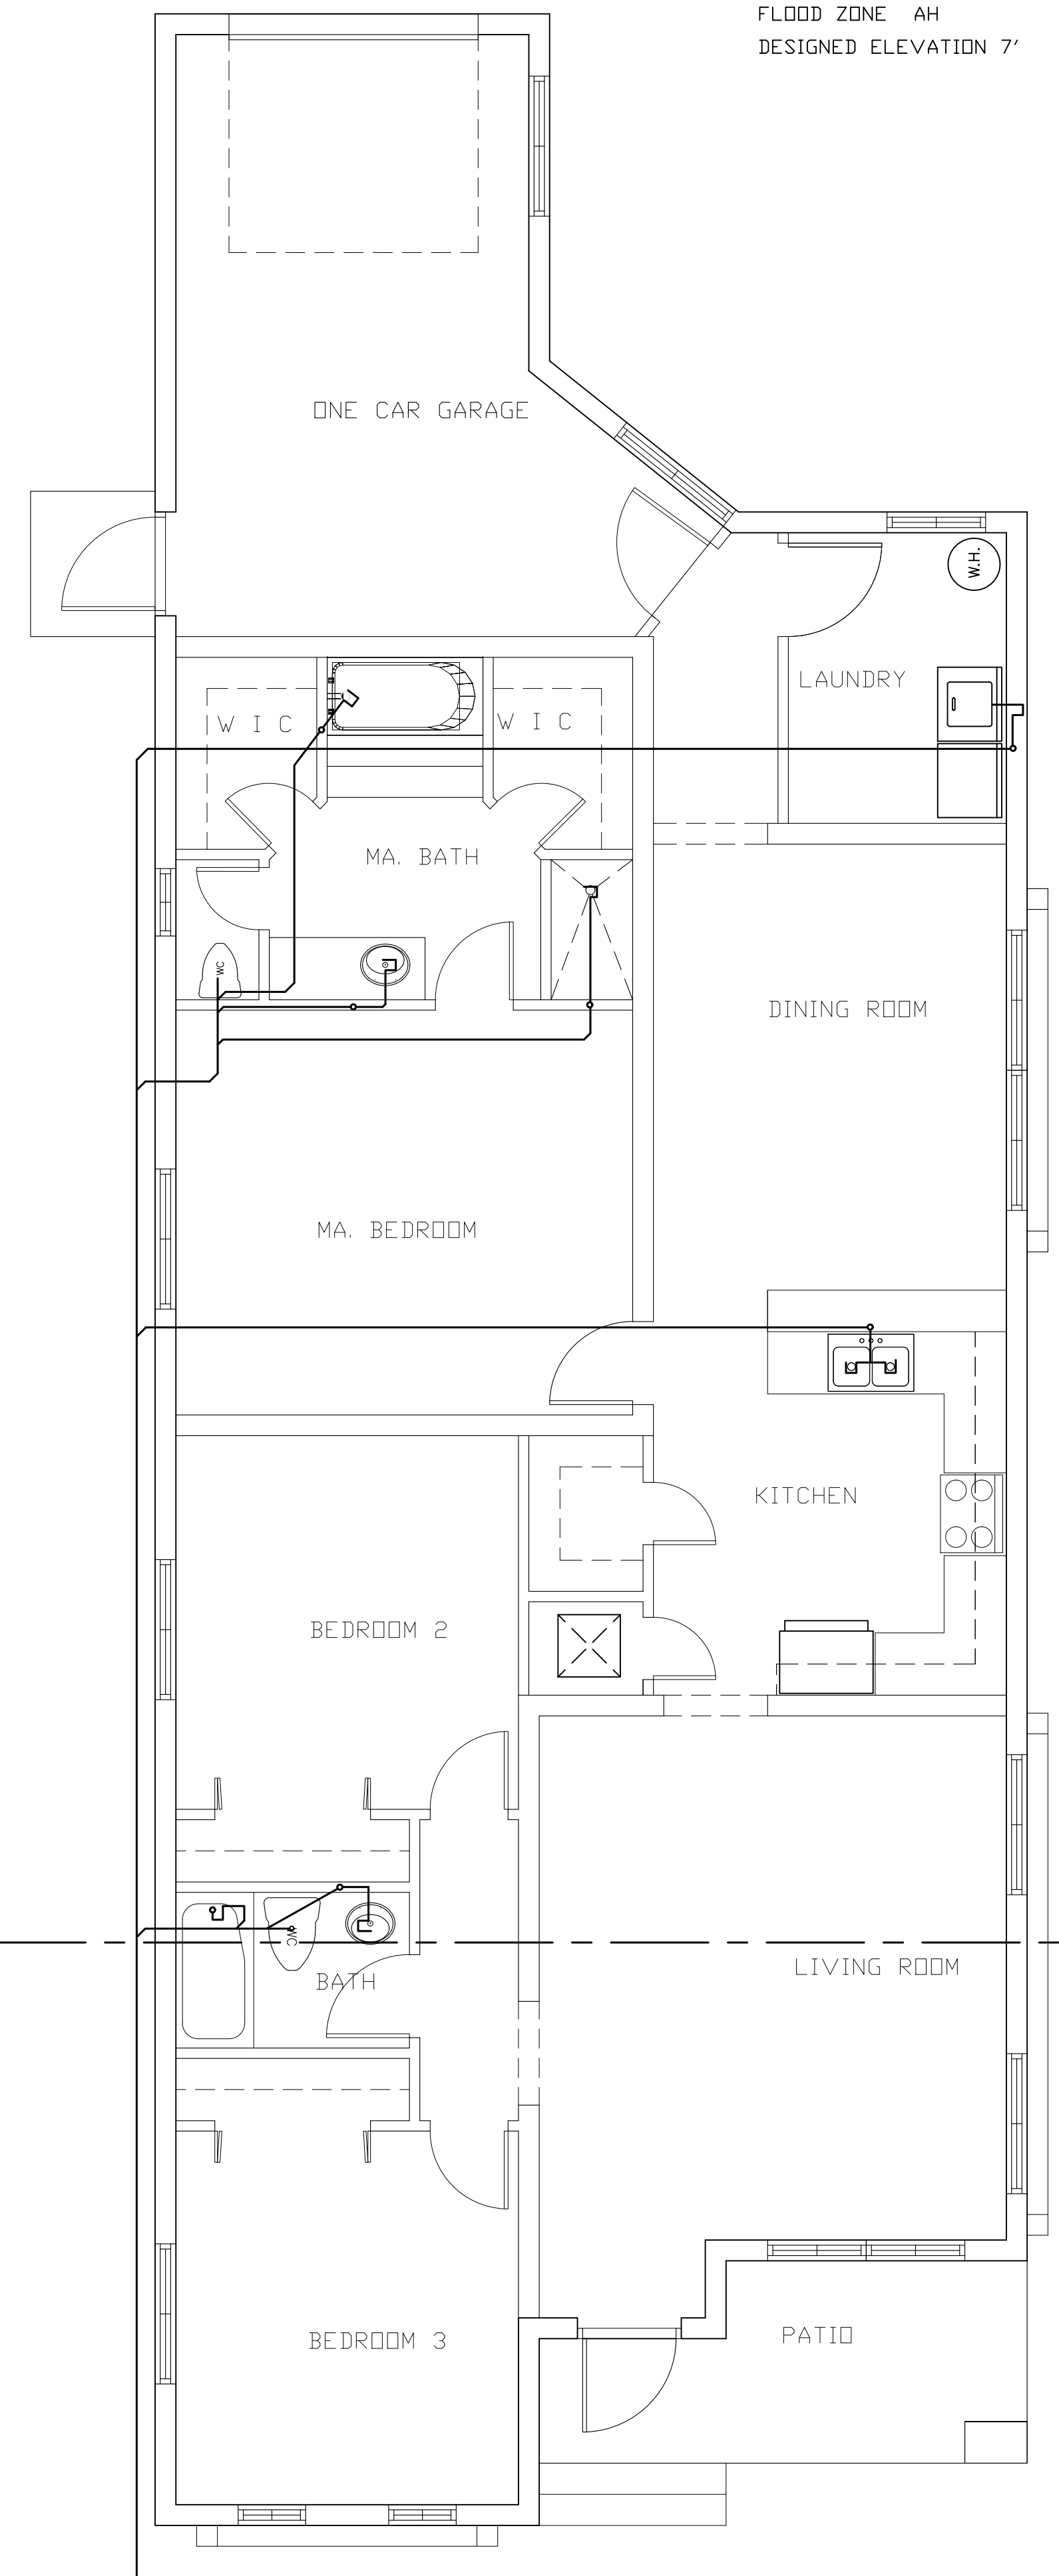 FLOOD ZONE AH
DESIGNED ELEVATION 7'
ONE CAR GARAGE
W.H.
LAUNDRY
W I C
W I C
MA. BATH
WC
DINING ROOM
MA. BEDROOM
KITCHEN
BEDROOM 2
WC
BATH
LIVING ROOM
BEDROOM 3
PATIO